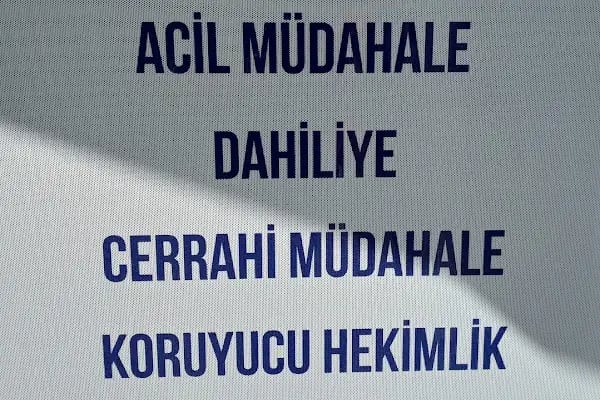 ACİL MÜDAHALE
DAHİLİYE
CERRAHİ MÜDAHALE
KORUYUCU HEKİMLİK